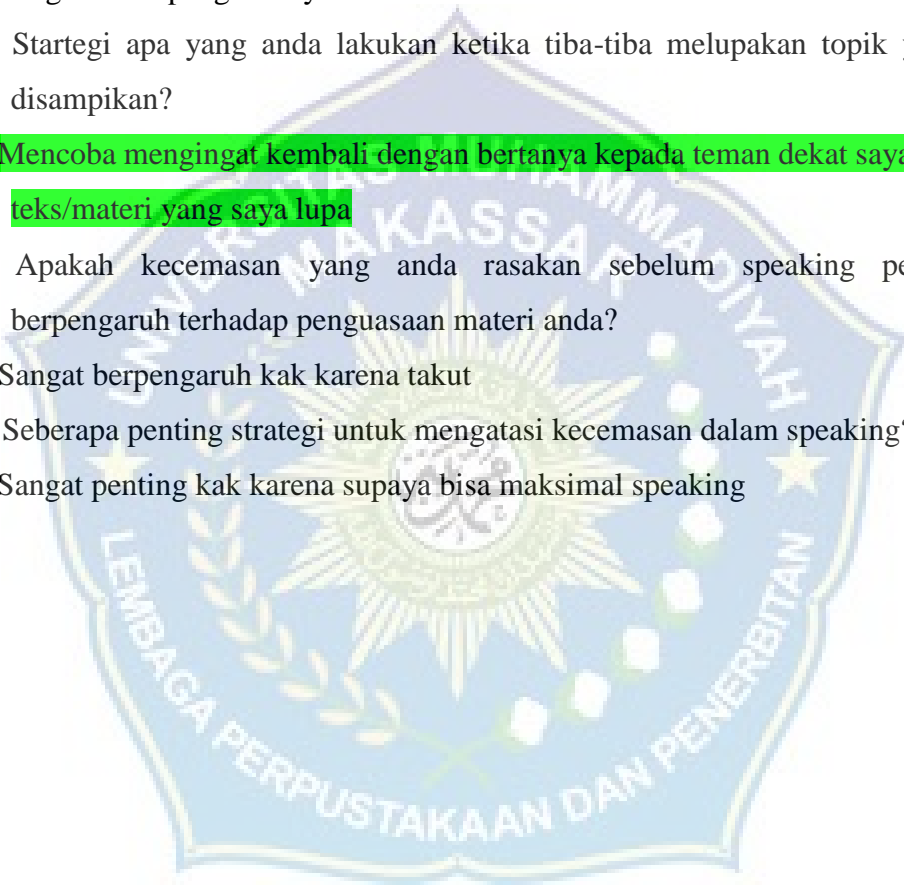 Startegi apa yang anda lakukan ketika tiba-tiba melupakan topik
disampikan?
Mencoba mengingat kembali dengan bertanya kepada teman dekat saya
teks/materi yang saya lupa
Apakah kecemasan yang anda rasakan sebelum speaking
berpengaruh terhadap penguasaan materi anda?
Sangat berpengaruh kak karena takut
Seberapa penting strategi untuk mengatasi kecemasan dalam speaking?
Sangat penting kak karena supaya bisa maksimal speaking
UNIVERSITAS MUHAMMADIYAH
MAKASSAR
LEMBAGA PERPUSTAKAAN DAN PENERBITAN